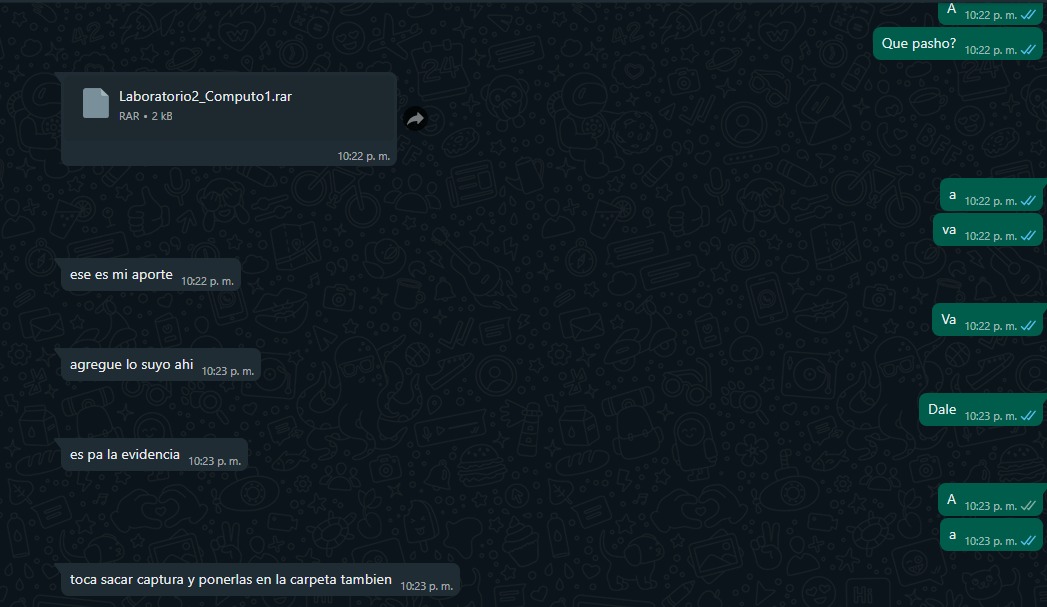 A 10:22 p. m.
Que pasho? 10:22 p. m.
Laboratorio2_Computo1.rar
RAR • 2 kB
10:22 p. m.
a 10:22 p. m.
va 10:22 p. m.
ese es mi aporte 10:22 p. m.
Va 10:22 p. m.
agregue lo suyo ahi 10:23 p. m.
Dale 10:23 p. m.
es pa la evidencia 10:23 p. m.
A 10:23 p. m.
a 10:23 p. m.
toca sacar captura y ponerlas en la carpeta tambien 10:23 p. m.